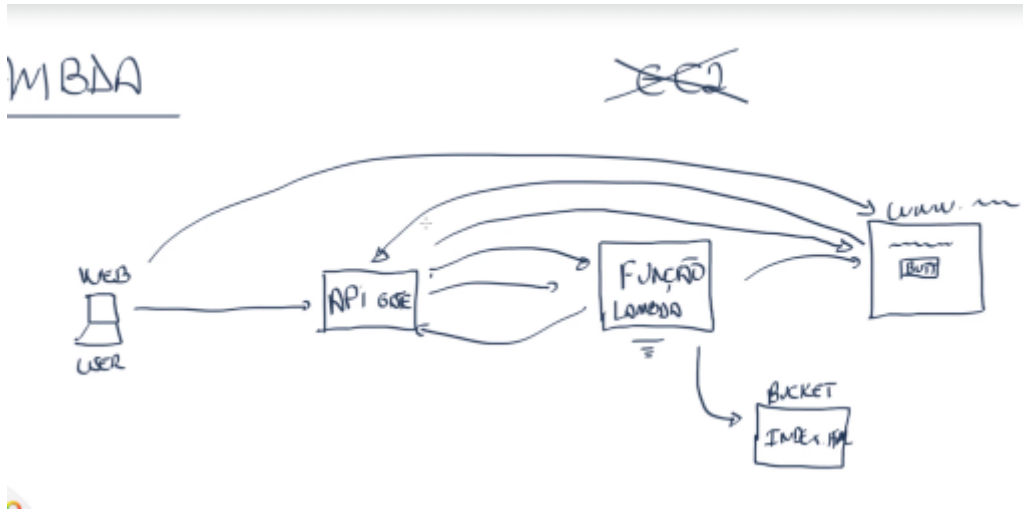 MBDA
EC2
WWW.
BUTT
WEB
USER
API GATE
FUNÇÃO
LAMBDA
BUCKET
INDEX.HTML